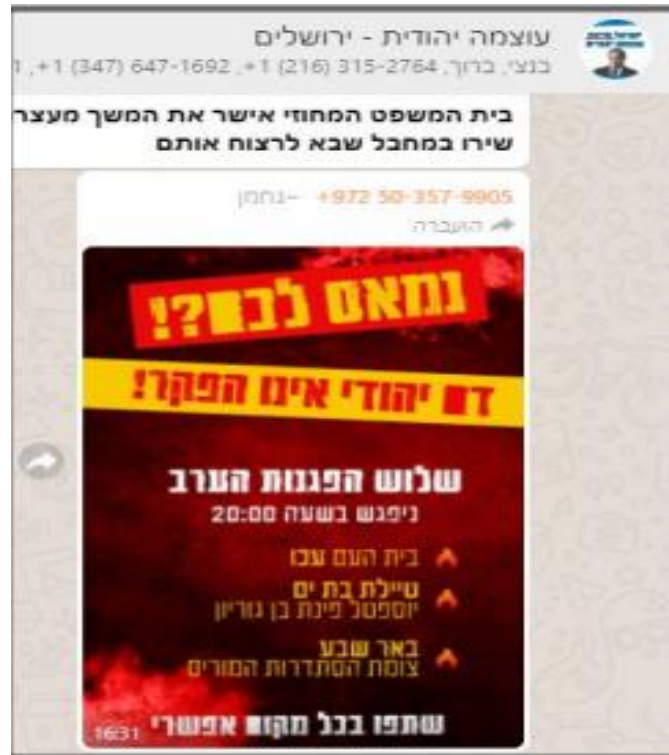 עוצמה יהודית - ירושלים
בנצי, ברוך, +1 (216) 315-2764, +1 (347) 647-1692, +1
בית המשפט המחוזי אישר את המשך מעצר
שירו במחבל שבא לרצוח אותם
+972 50-357-9905 ~נחמן
הועברה
נמאס לכם?!
דם יהודי אינו הפקר!
שלוש הפגנות הערב
ניפגש בשעה 20:00
בית העם עכו
טיילת בת ים
יוספטל פינת בן גוריון
באר שבע
צומת הסתדרות המורים
שתפו בכל מקום אפשרי
16:31